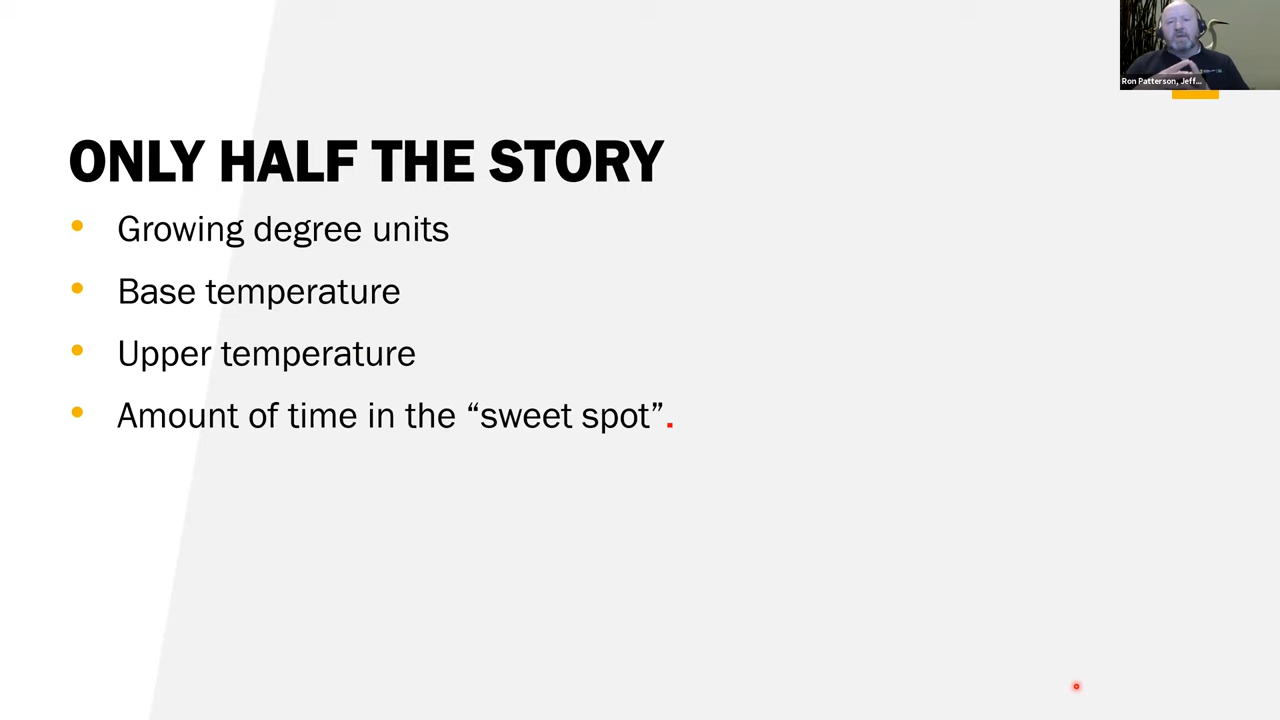 Ron Patterson, Jeff...
ONLY HALF THE STORY
• Growing degree units
• Base temperature
• Upper temperature
• Amount of time in the “sweet spot”.